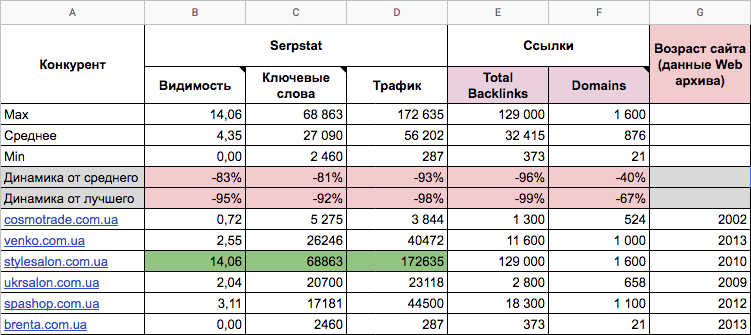 A B C D E F G
Конкурент Serpstat Ссылки Возраст сайта (данные Web архива)
Видимость Ключевые слова Трафик Total Backlinks Domains
Max 14,06 68 863 172 635 129 000 1 600
Среднее 4,35 27 090 56 202 32 415 876
Min 0,00 2 460 287 373 21
Динамика от среднего -83% -81% -93% -96% -40%
Динамика от лучшего -95% -92% -98% -99% -67%
cosmotrade.com.ua 0,72 5 275 3 844 1 300 524 2002
venko.com.ua 2,55 26246 40472 11 600 1 000 2013
stylesalon.com.ua 14,06 68863 172635 129 000 1 600 2010
ukrsalon.com.ua 2,04 20700 23118 2 800 658 2009
spashop.com.ua 3,11 17181 44500 18 300 1 100 2012
brenta.com.ua 0,00 2460 287 373 21 2013